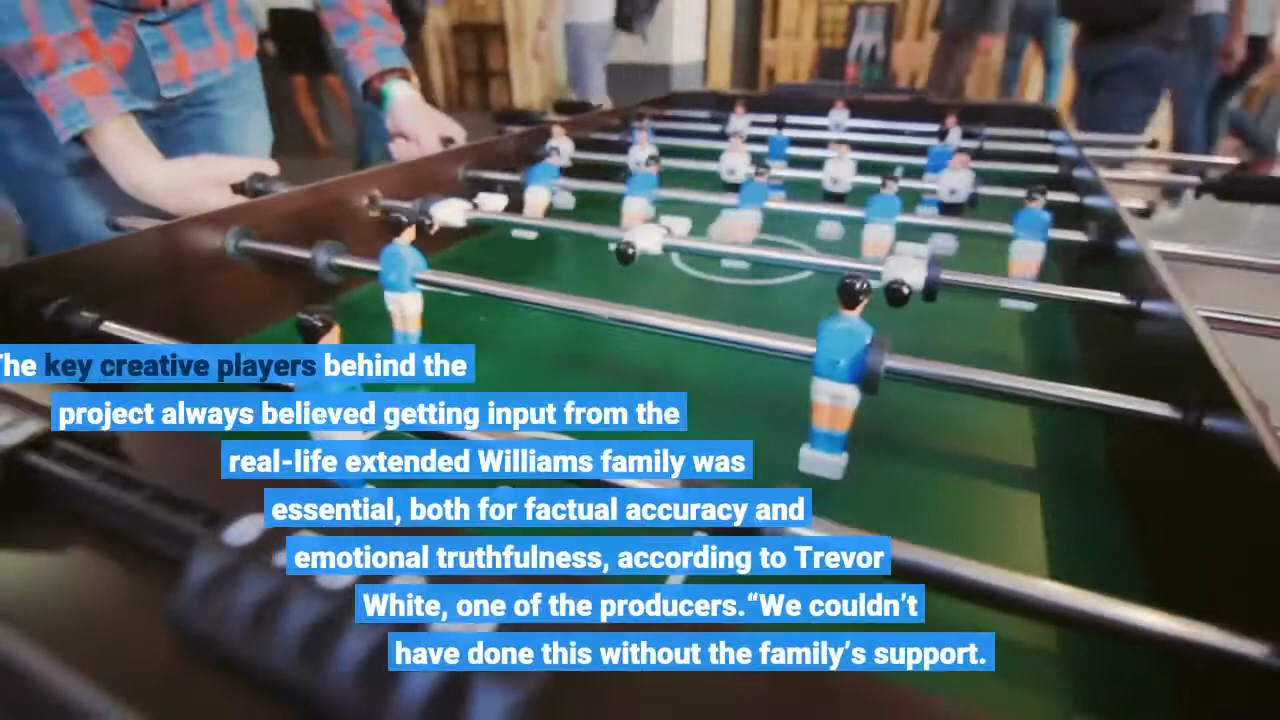 The key creative players behind the
project always believed getting input from the
real-life extended Williams family was
essential, both for factual accuracy and
emotional truthfulness, according to Trevor
White, one of the producers.“We couldn’t
have done this without the family’s support.